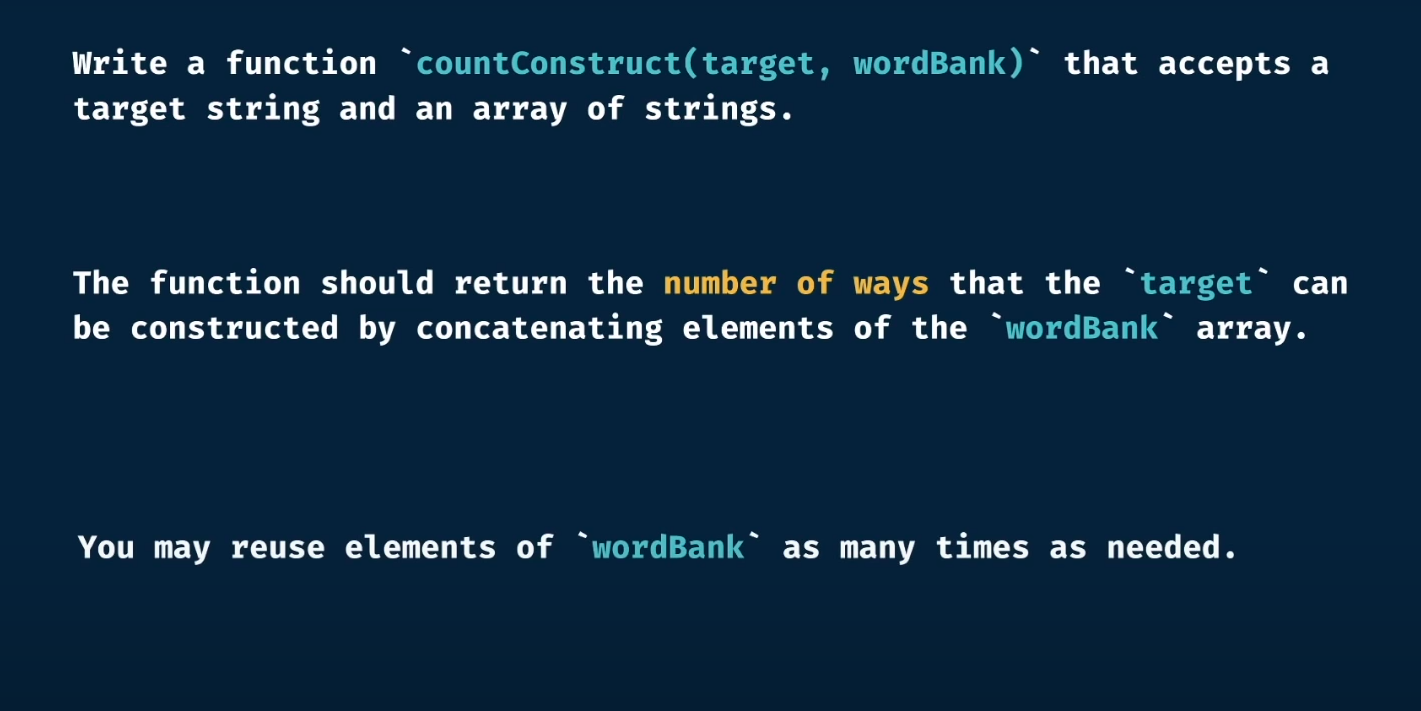 Write a function `countConstruct(target, wordBank)` that accepts a
target string and an array of strings.
The function should return the number of ways that the `target` can
be constructed by concatenating elements of the `wordBank` array.
You may reuse elements of `wordBank` as many times as needed.